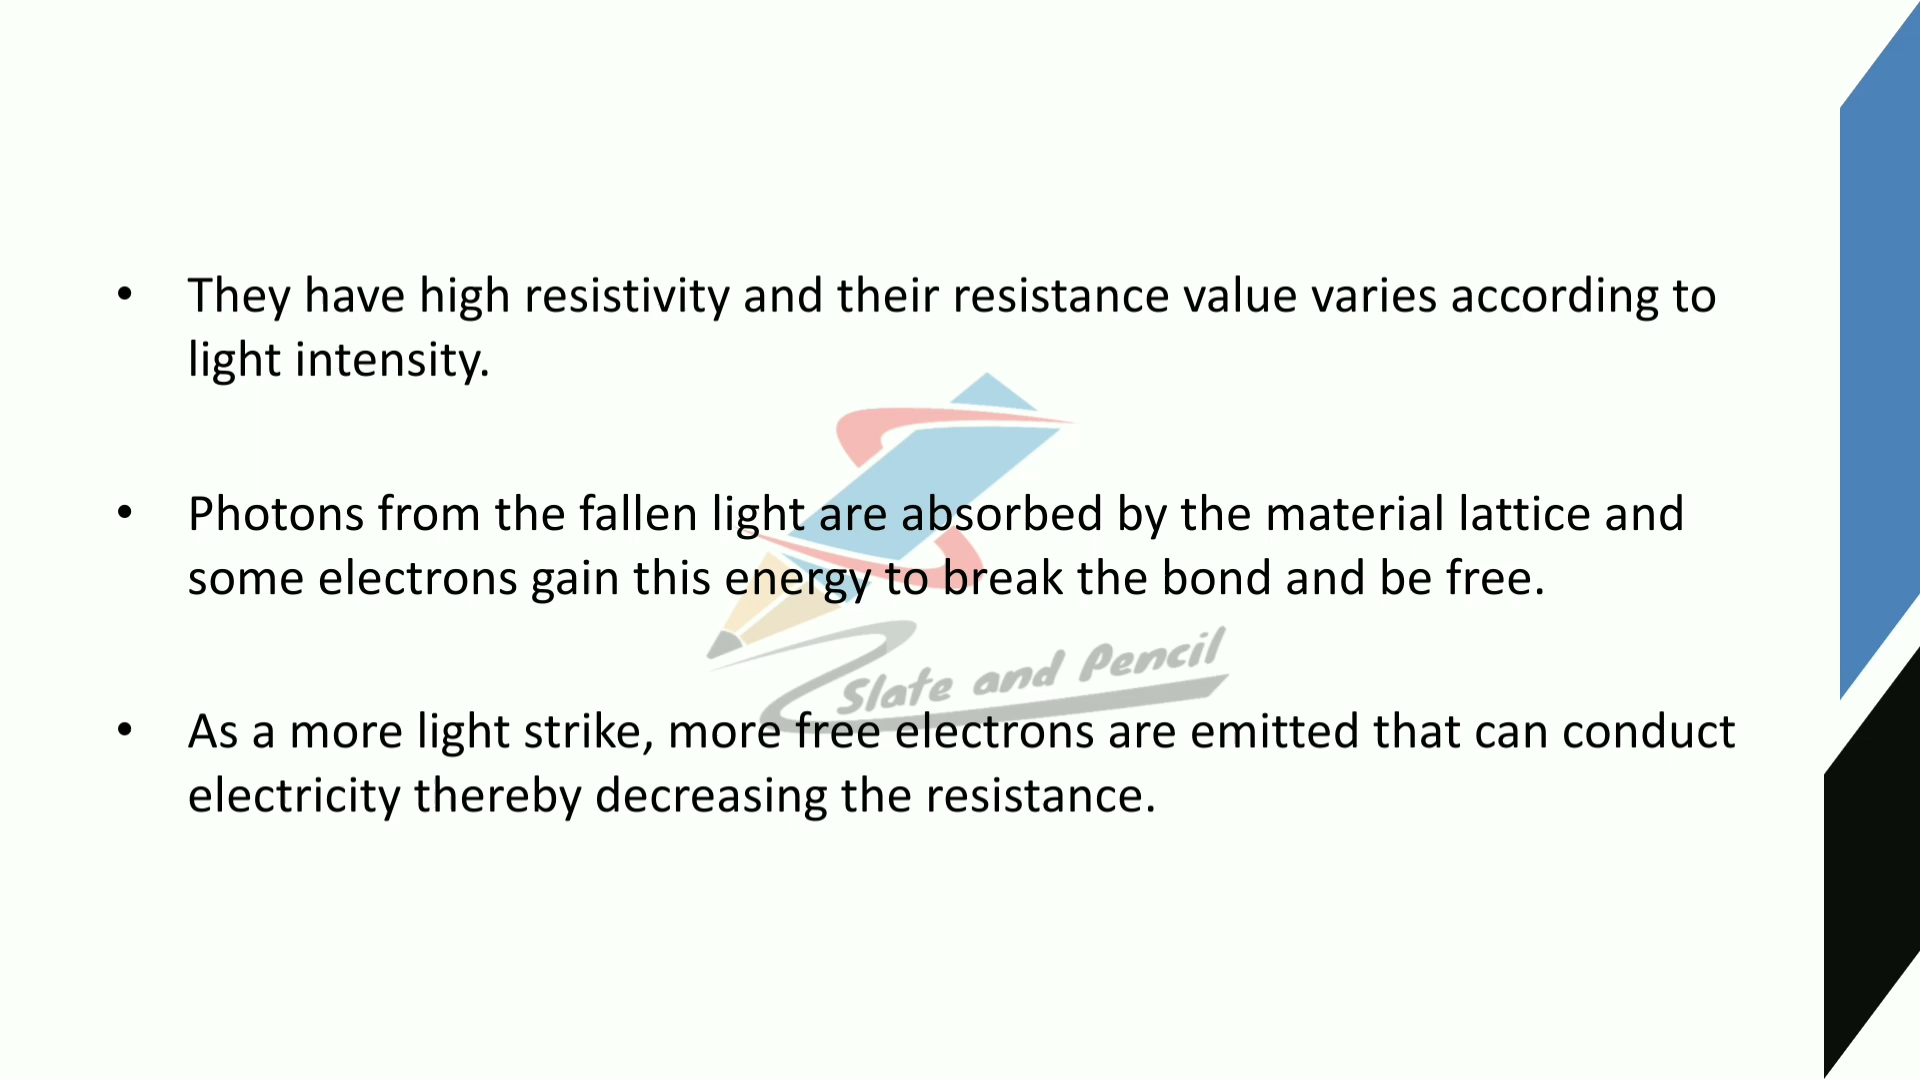 • They have high resistivity and their resistance value varies according to
light intensity.
• Photons from the fallen light are absorbed by the material lattice and
some electrons gain this energy to break the bond and be free.
Slate and Pencil
• As a more light strike, more free electrons are emitted that can conduct
electricity thereby decreasing the resistance.